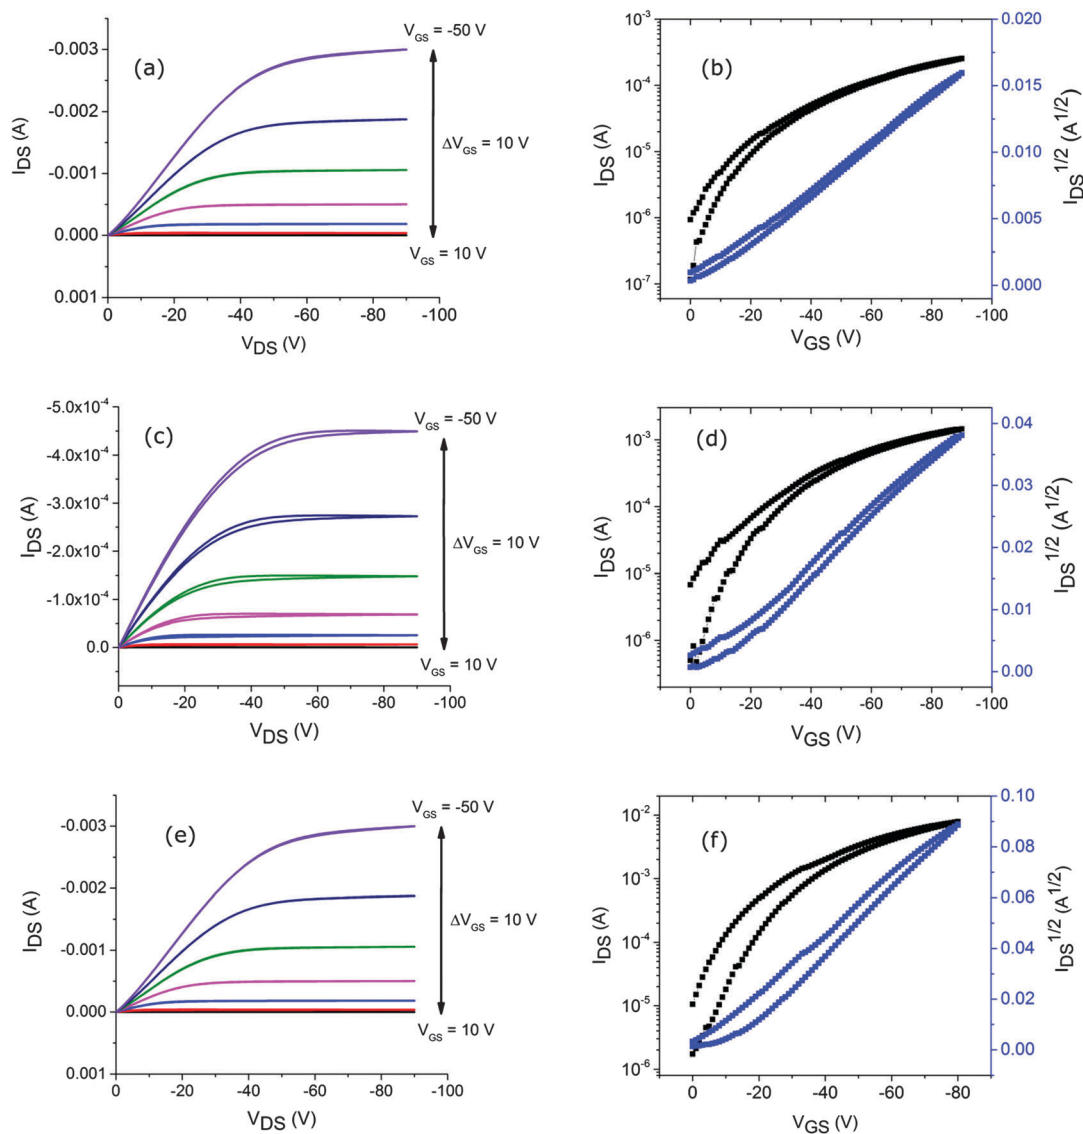 (a)
V_GS = -50 V
ΔV_GS = 10 V
V_GS = 10 V
-0.003
-0.002
-0.001
0.000
0.001
I_DS (A)
0 -20 -40 -60 -80 -100
V_DS (V)
(b)
10^-3
10^-4
10^-5
10^-6
10^-7
I_DS (A)
0.020
0.015
0.010
0.005
0.000
I_DS^1/2 (A^1/2)
0 -20 -40 -60 -80 -100
V_GS (V)
(c)
V_GS = -50 V
ΔV_GS = 10 V
V_GS = 10 V
-5.0x10^-4
-4.0x10^-4
-3.0x10^-4
-2.0x10^-4
-1.0x10^-4
0.0
I_DS (A)
0 -20 -40 -60 -80 -100
V_DS (V)
(d)
10^-3
10^-4
10^-5
10^-6
I_DS (A)
0.04
0.03
0.02
0.01
0.00
I_DS^1/2 (A^1/2)
0 -20 -40 -60 -80 -100
V_GS (V)
(e)
V_GS = -50 V
ΔV_GS = 10 V
V_GS = 10 V
-0.003
-0.002
-0.001
0.000
0.001
I_DS (A)
0 -20 -40 -60 -80 -100
V_DS (V)
(f)
10^-2
10^-3
10^-4
10^-5
10^-6
I_DS (A)
0.10
0.08
0.06
0.04
0.02
0.00
I_DS^1/2 (A^1/2)
0 -20 -40 -60 -80
V_GS (V)